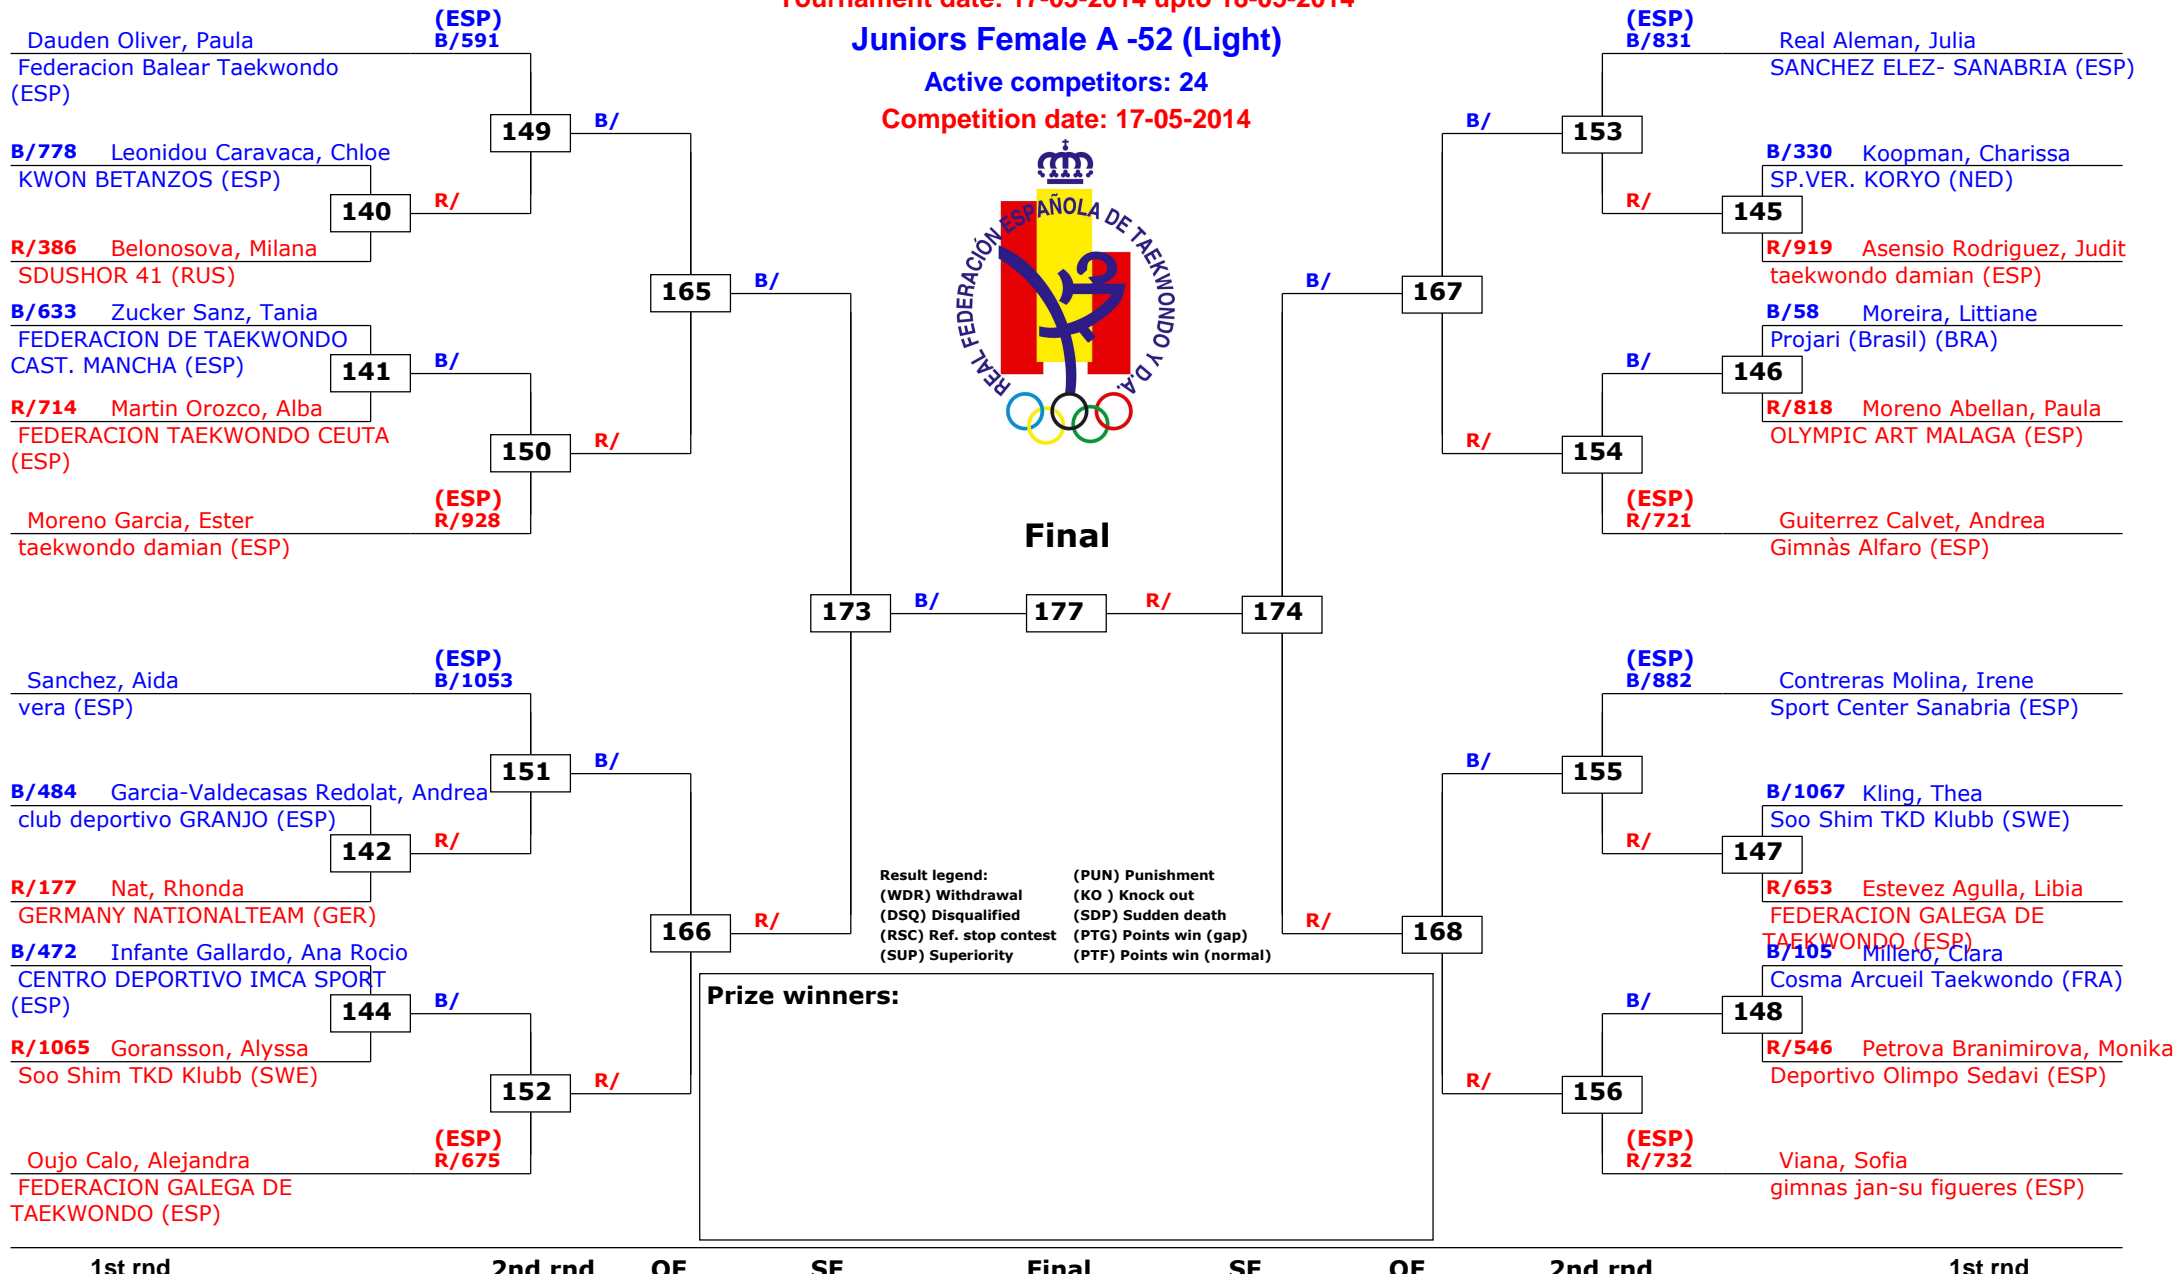 Tournament date: 17-05-2014 upto 18-05-2014
Juniors Female A -52 (Light)
Active competitors: 24
Competition date: 17-05-2014
REAL FEDERACIÓN ESPAÑOLA DE TAEKWONDO Y D.A.
(ESP)
Dauden Oliver, Paula B/591
Federacion Balear Taekwondo
(ESP)
149 B/
B/778 Leonidou Caravaca, Chloe
KWON BETANZOS (ESP)
140 R/
R/386 Belonosova, Milana
SDUSHOR 41 (RUS)
165 B/
B/633 Zucker Sanz, Tania
FEDERACION DE TAEKWONDO
CAST. MANCHA (ESP)
141 B/
R/714 Martin Orozco, Alba
FEDERACION TAEKWONDO CEUTA
(ESP)
150 R/
(ESP)
Moreno Garcia, Ester R/928
taekwondo damian (ESP)
Final
173 B/ 177 R/ 174
(ESP)
Sanchez, Aida B/1053
vera (ESP)
151 B/
B/484 Garcia-Valdecasas Redolat, Andrea
club deportivo GRANJO (ESP)
142 R/
R/177 Nat, Rhonda
GERMANY NATIONALTEAM (GER)
166 R/
B/472 Infante Gallardo, Ana Rocio
CENTRO DEPORTIVO IMCA SPORT
(ESP)
144 B/
R/1065 Goransson, Alyssa
Soo Shim TKD Klubb (SWE)
152 R/
(ESP)
Oujo Calo, Alejandra R/675
FEDERACION GALEGA DE
TAEKWONDO (ESP)
(ESP)
B/831 Real Aleman, Julia
SANCHEZ ELEZ- SANABRIA (ESP)
B/ 153
B/330 Koopman, Charissa
SP.VER. KORYO (NED)
R/ 145
R/919 Asensio Rodriguez, Judit
taekwondo damian (ESP)
B/ 167
B/58 Moreira, Littiane
Projari (Brasil) (BRA)
B/ 146
R/818 Moreno Abellan, Paula
OLYMPIC ART MALAGA (ESP)
R/ 154
(ESP)
R/721 Guiterrez Calvet, Andrea
Gimnàs Alfaro (ESP)
(ESP)
B/882 Contreras Molina, Irene
Sport Center Sanabria (ESP)
B/ 155
B/1067 Kling, Thea
Soo Shim TKD Klubb (SWE)
R/ 147
R/653 Estevez Agulla, Libia
FEDERACION GALEGA DE
TAEKWONDO (ESP)
R/ 168
B/105 Millero, Clara
Cosma Arcueil Taekwondo (FRA)
B/ 148
R/546 Petrova Branimirova, Monika
Deportivo Olimpo Sedavi (ESP)
R/ 156
(ESP)
R/732 Viana, Sofia
gimnas jan-su figueres (ESP)
Result legend: (PUN) Punishment
(WDR) Withdrawal (KO ) Knock out
(DSQ) Disqualified (SDP) Sudden death
(RSC) Ref. stop contest (PTG) Points win (gap)
(SUP) Superiority (PTF) Points win (normal)
Prize winners:
1st rnd 2nd rnd QF SF Final SF QF 2nd rnd 1st rnd